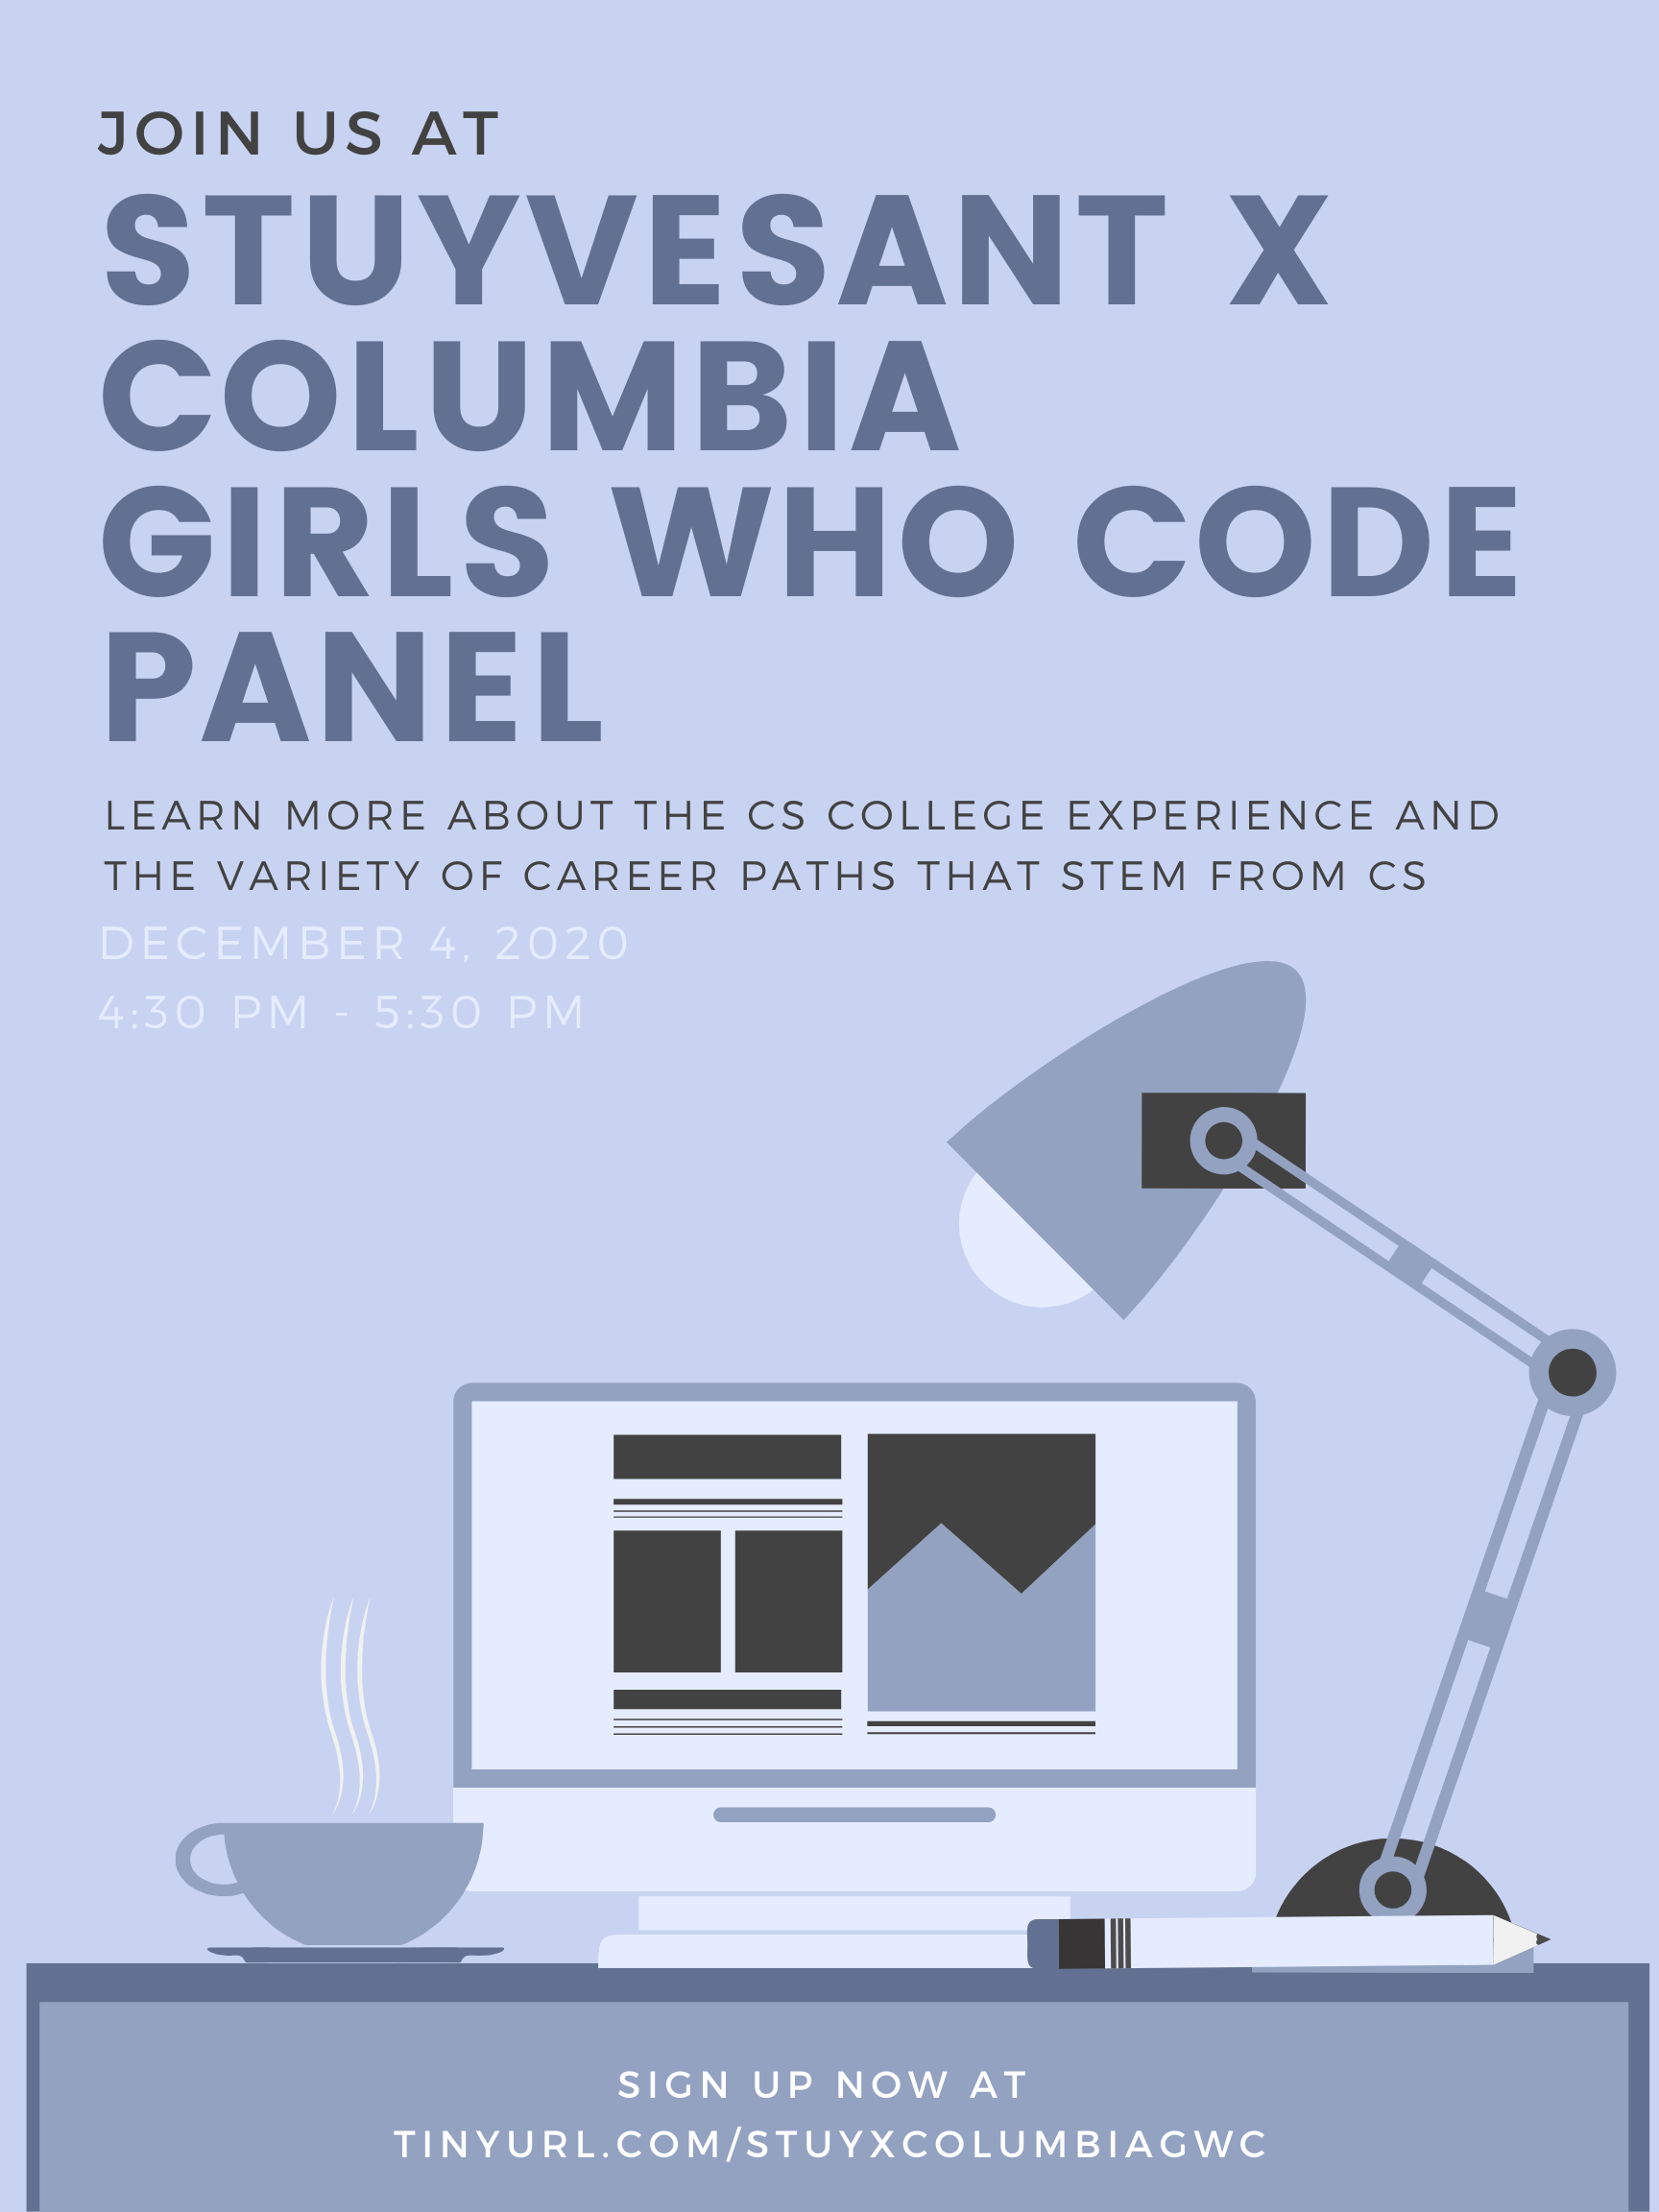 JOIN US AT
STUYVESANT X
COLUMBIA
GIRLS WHO CODE
PANEL
LEARN MORE ABOUT THE CS COLLEGE EXPERIENCE AND
THE VARIETY OF CAREER PATHS THAT STEM FROM CS
DECEMBER 4, 2020
4:30 PM - 5:30 PM
SIGN UP NOW AT
TINYURL.COM/STUYXCOLUMBIAGWC